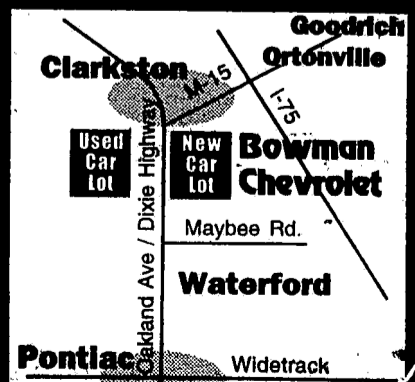 Goodrich
Ortonville
Clarkston
M-15
I-75
Used
Car
Lot
New
Car
Lot
Bowman
Chevrolet
Oakland Ave / Dixie Highway
Maybee Rd.
Waterford
Pontiac
Widetrack